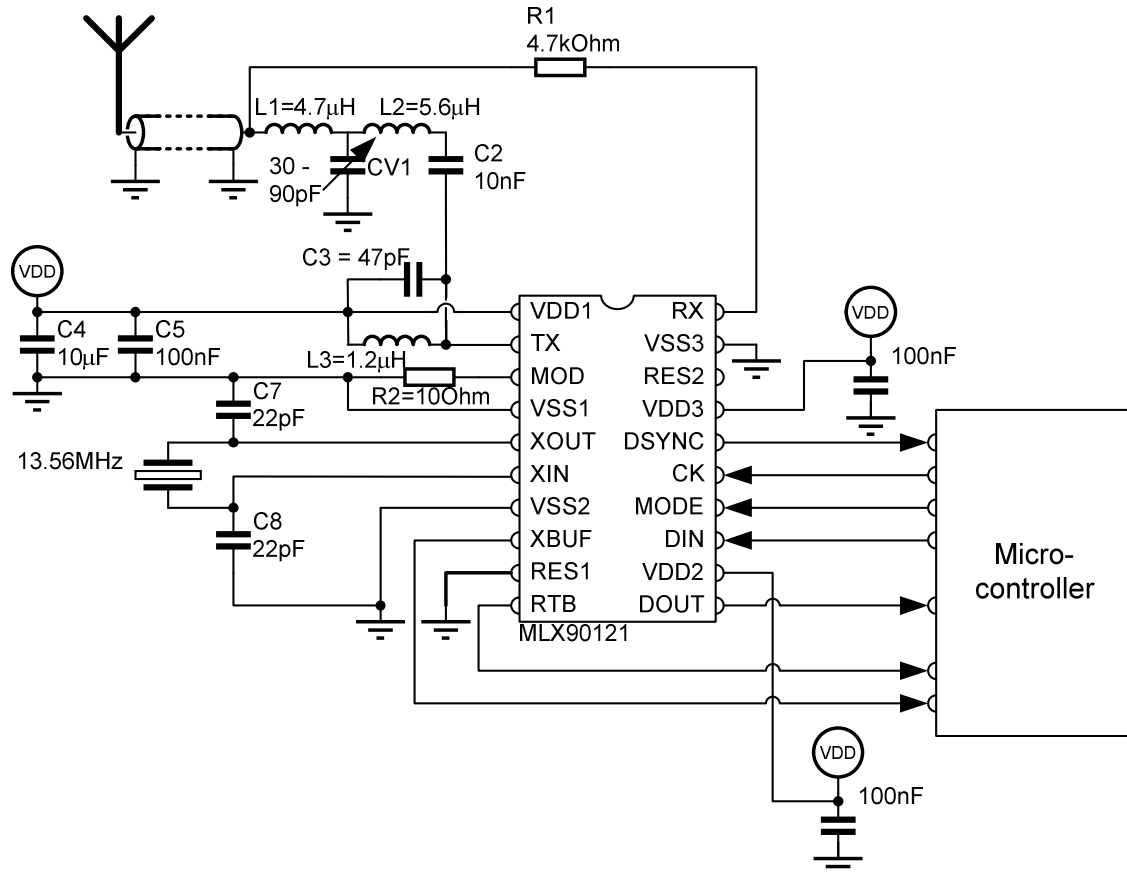 R1
4.7kOhm
L1=4.7µH
L2=5.6µH
30 -
90pF
CV1
C2
10nF
C3 = 47pF
VDD
C4
10µF
C5
100nF
L3=1.2µH
R2=10Ohm
C7
22pF
13.56MHz
C8
22pF
VDD1
TX
MOD
VSS1
XOUT
XIN
VSS2
XBUF
RES1
RTB
RX
VSS3
RES2
VDD3
DSYNC
CK
MODE
DIN
VDD2
DOUT
MLX90121
VDD
100nF
Micro-
controller
VDD
100nF